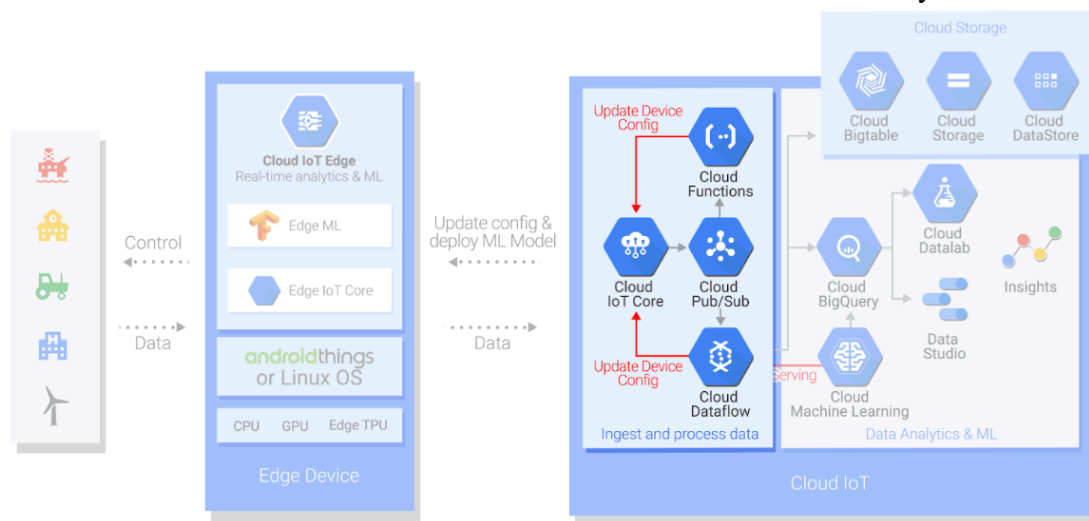 Cloud Storage
Cloud
Bigtable
Cloud
Storage
Cloud
DataStore
Cloud IoT Edge
Real-time analytics & ML
Edge ML
Edge IoT Core
androidthings
or Linux OS
CPU
GPU
Edge TPU
Edge Device
Control
Data
Update config &
deploy ML Model
Data
Update Device
Config
Cloud
Functions
Cloud
IoT Core
Cloud
Pub/Sub
Update Device
Config
Cloud
Dataflow
Ingest and process data
Cloud
BigQuery
Cloud
Datalab
Data
Studio
Insights
Serving
Cloud
Machine Learning
Data Analytics & ML
Cloud IoT